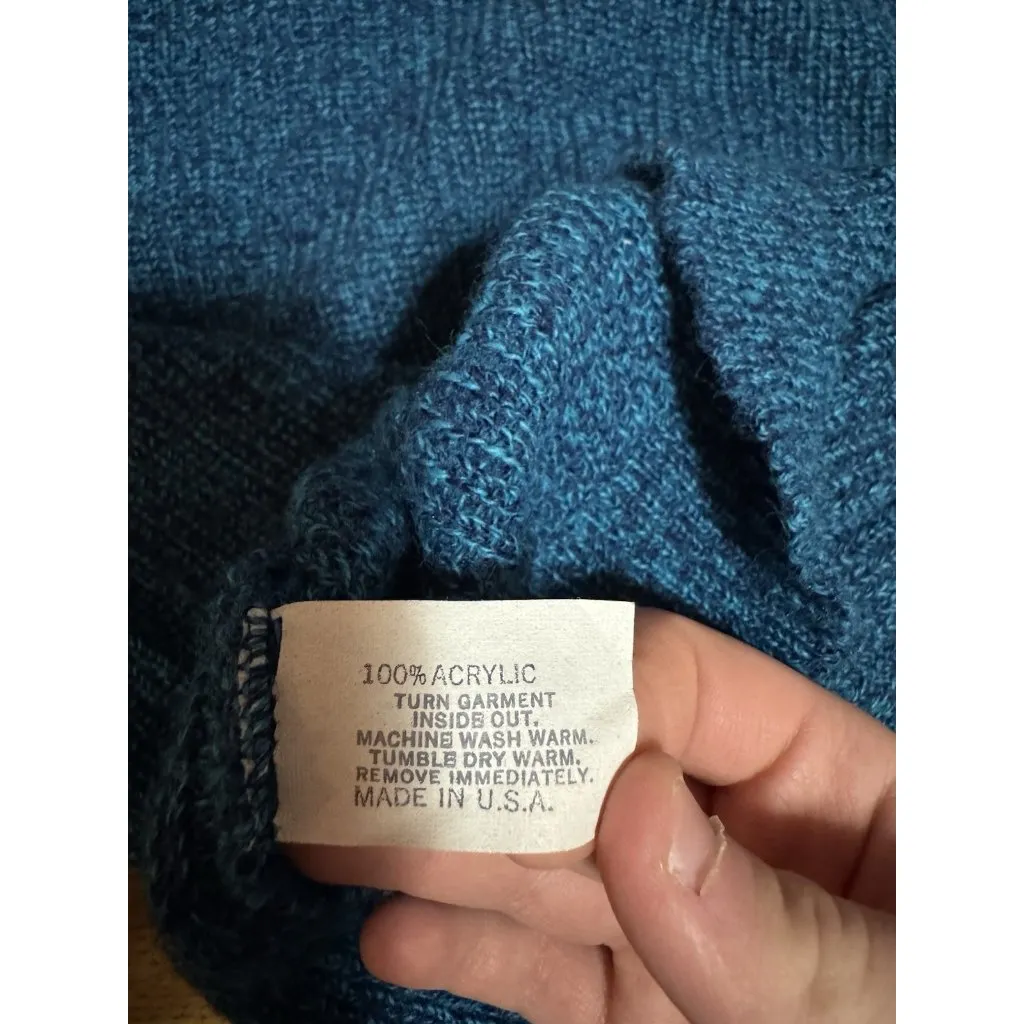 100% ACRYLIC
TURN GARMENT
INSIDE OUT.
MACHINE WASH WARM.
TUMBLE DRY WARM.
REMOVE IMMEDIATELY.
MADE IN U.S.A.